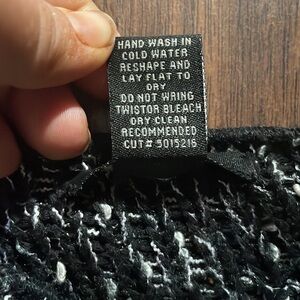 HAND WASH IN
COLD WATER
RESHAPE AND
LAY FLAT TO
DRY
DO NOT WRING
TWISTOR BLEACH
DRY CLEAN
RECOMMENDED
CUT# 5015216